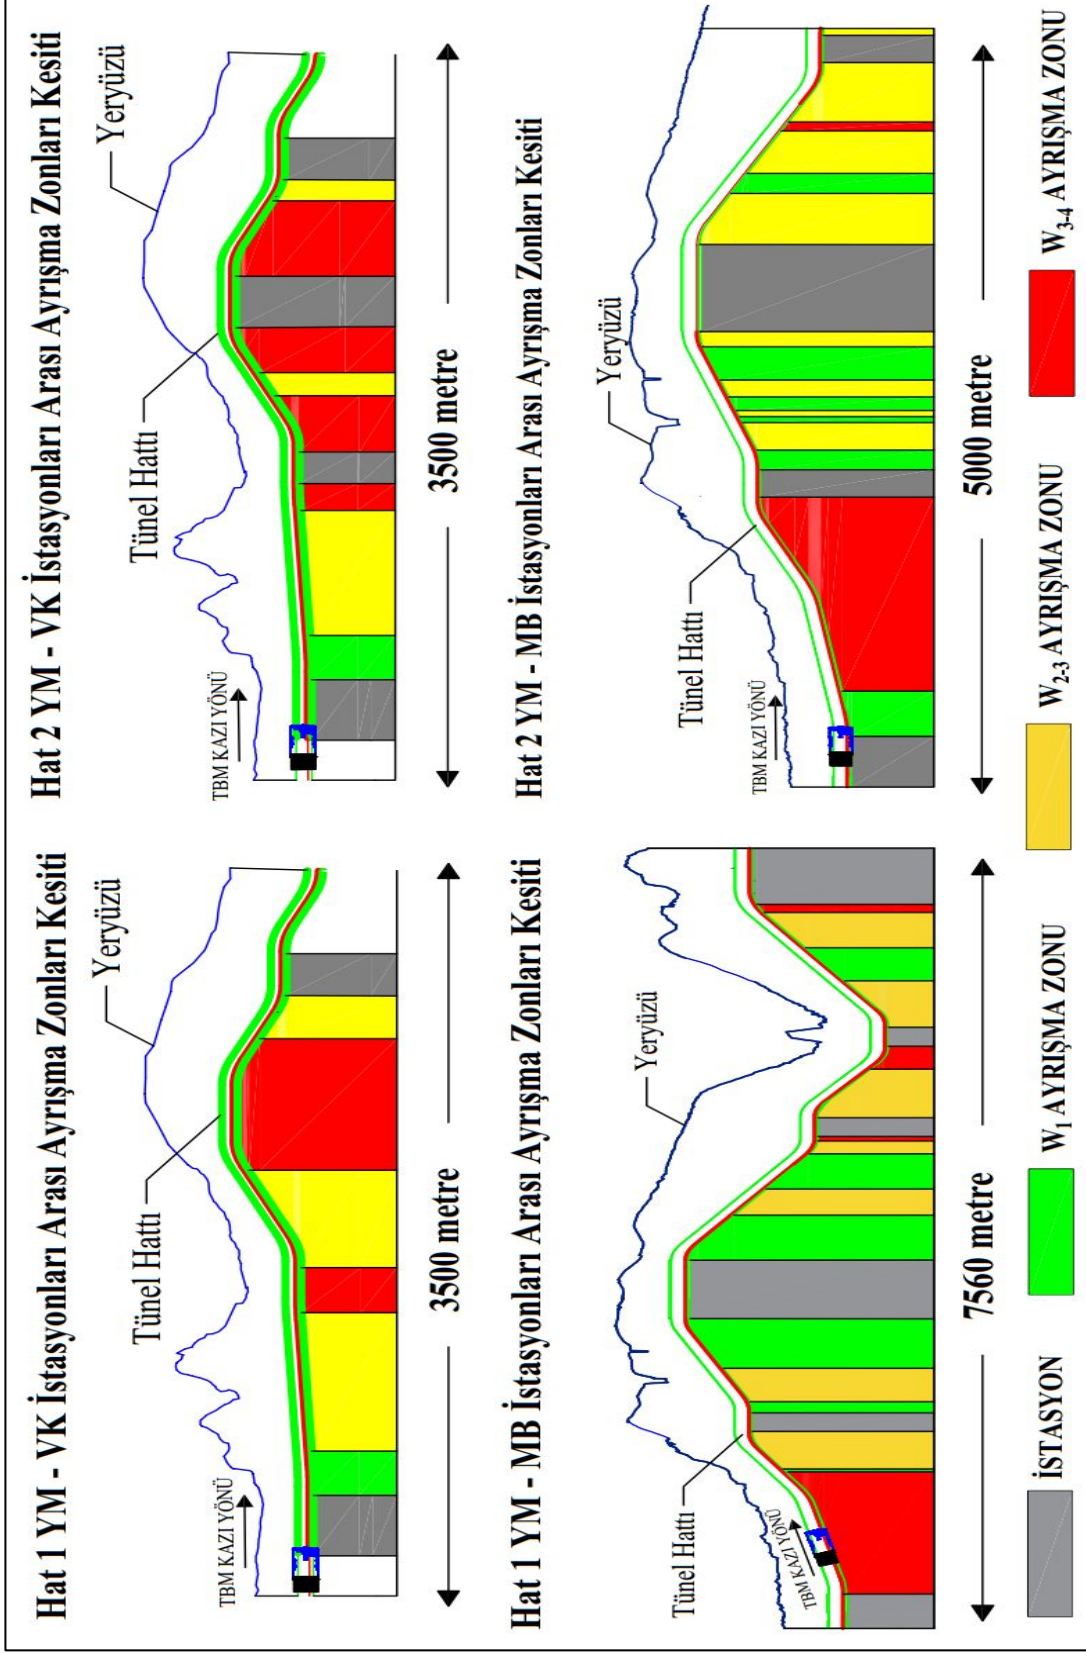 Hat 1 YM - VK İstasyonları Arası Ayrışma Zonları Kesiti
Yeryüzü
Tünel Hattı
TBM KAZI YÖNÜ
3500 metre
Hat 2 YM - VK İstasyonları Arası Ayrışma Zonları Kesiti
Yeryüzü
Tünel Hattı
TBM KAZI YÖNÜ
3500 metre
Hat 1 YM - MB İstasyonları Arası Ayrışma Zonları Kesiti
Yeryüzü
Tünel Hattı
TBM KAZI YÖNÜ
7560 metre
Hat 2 YM - MB İstasyonları Arası Ayrışma Zonları Kesiti
Yeryüzü
Tünel Hattı
TBM KAZI YÖNÜ
5000 metre
İSTASYON
W1 AYRIŞMA ZONU
W2-3 AYRIŞMA ZONU
W3-4 AYRIŞMA ZONU